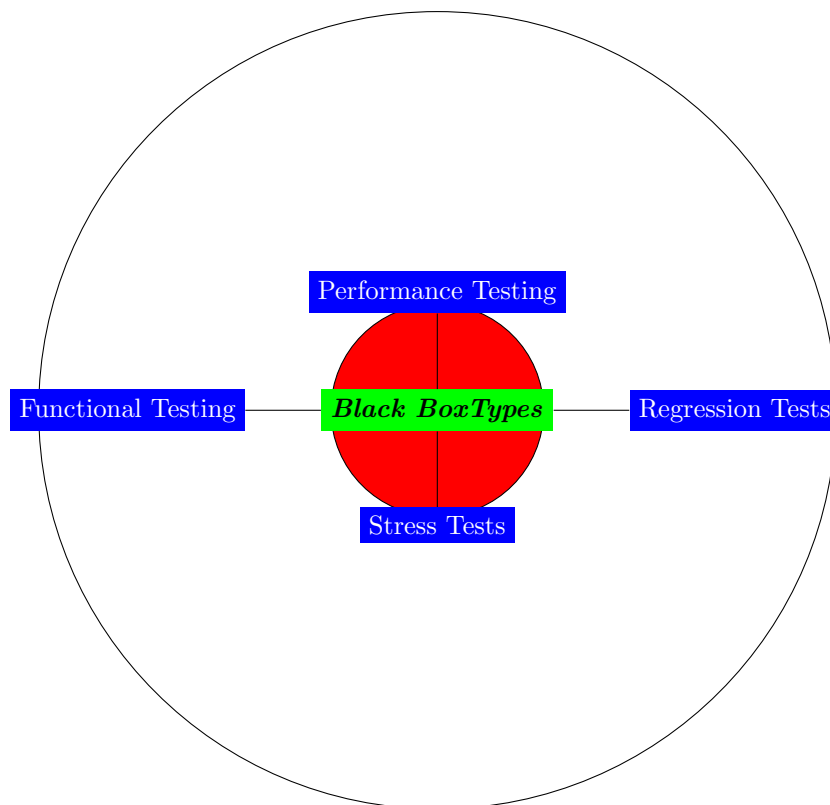 Performance Testing
Functional Testing
Black BoxTypes
Regression Tests
Stress Tests